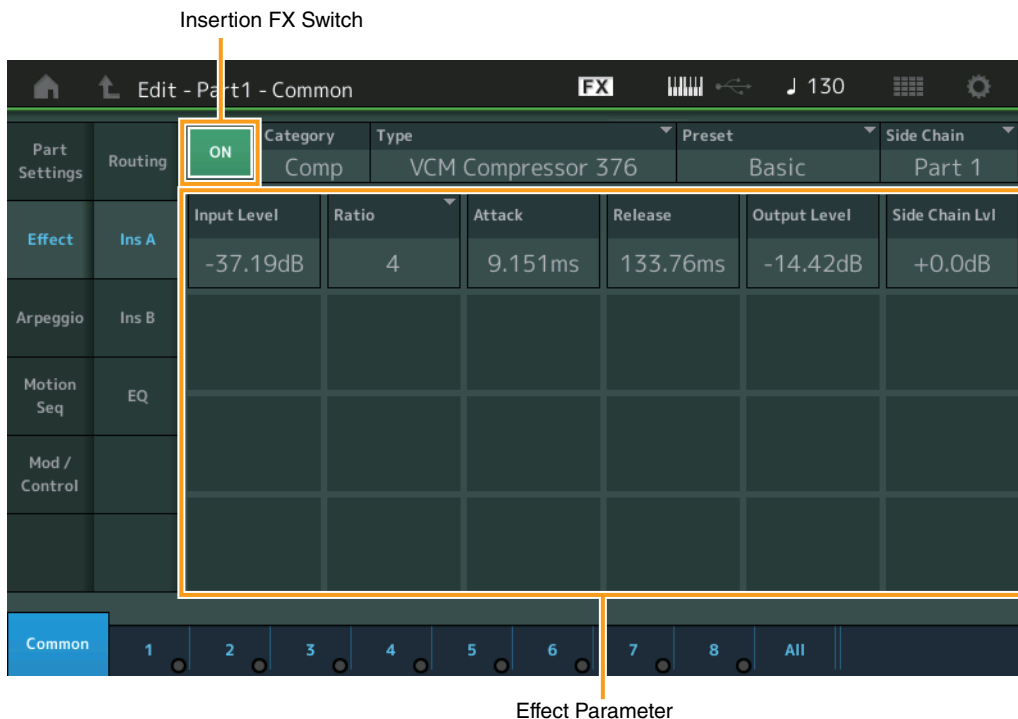 Insertion FX Switch
Edit - Part1 - Common
FX
130
Part
Settings
Routing
ON
Category
Comp
Type
VCM Compressor 376
Preset
Basic
Side Chain
Part 1
Effect
Ins A
Input Level
-37.19dB
Ratio
4
Attack
9.151ms
Release
133.76ms
Output Level
-14.42dB
Side Chain Lvl
+0.0dB
Arpeggio
Ins B
Motion
Seq
EQ
Mod /
Control
Common
1
2
3
4
5
6
7
8
All
Effect Parameter